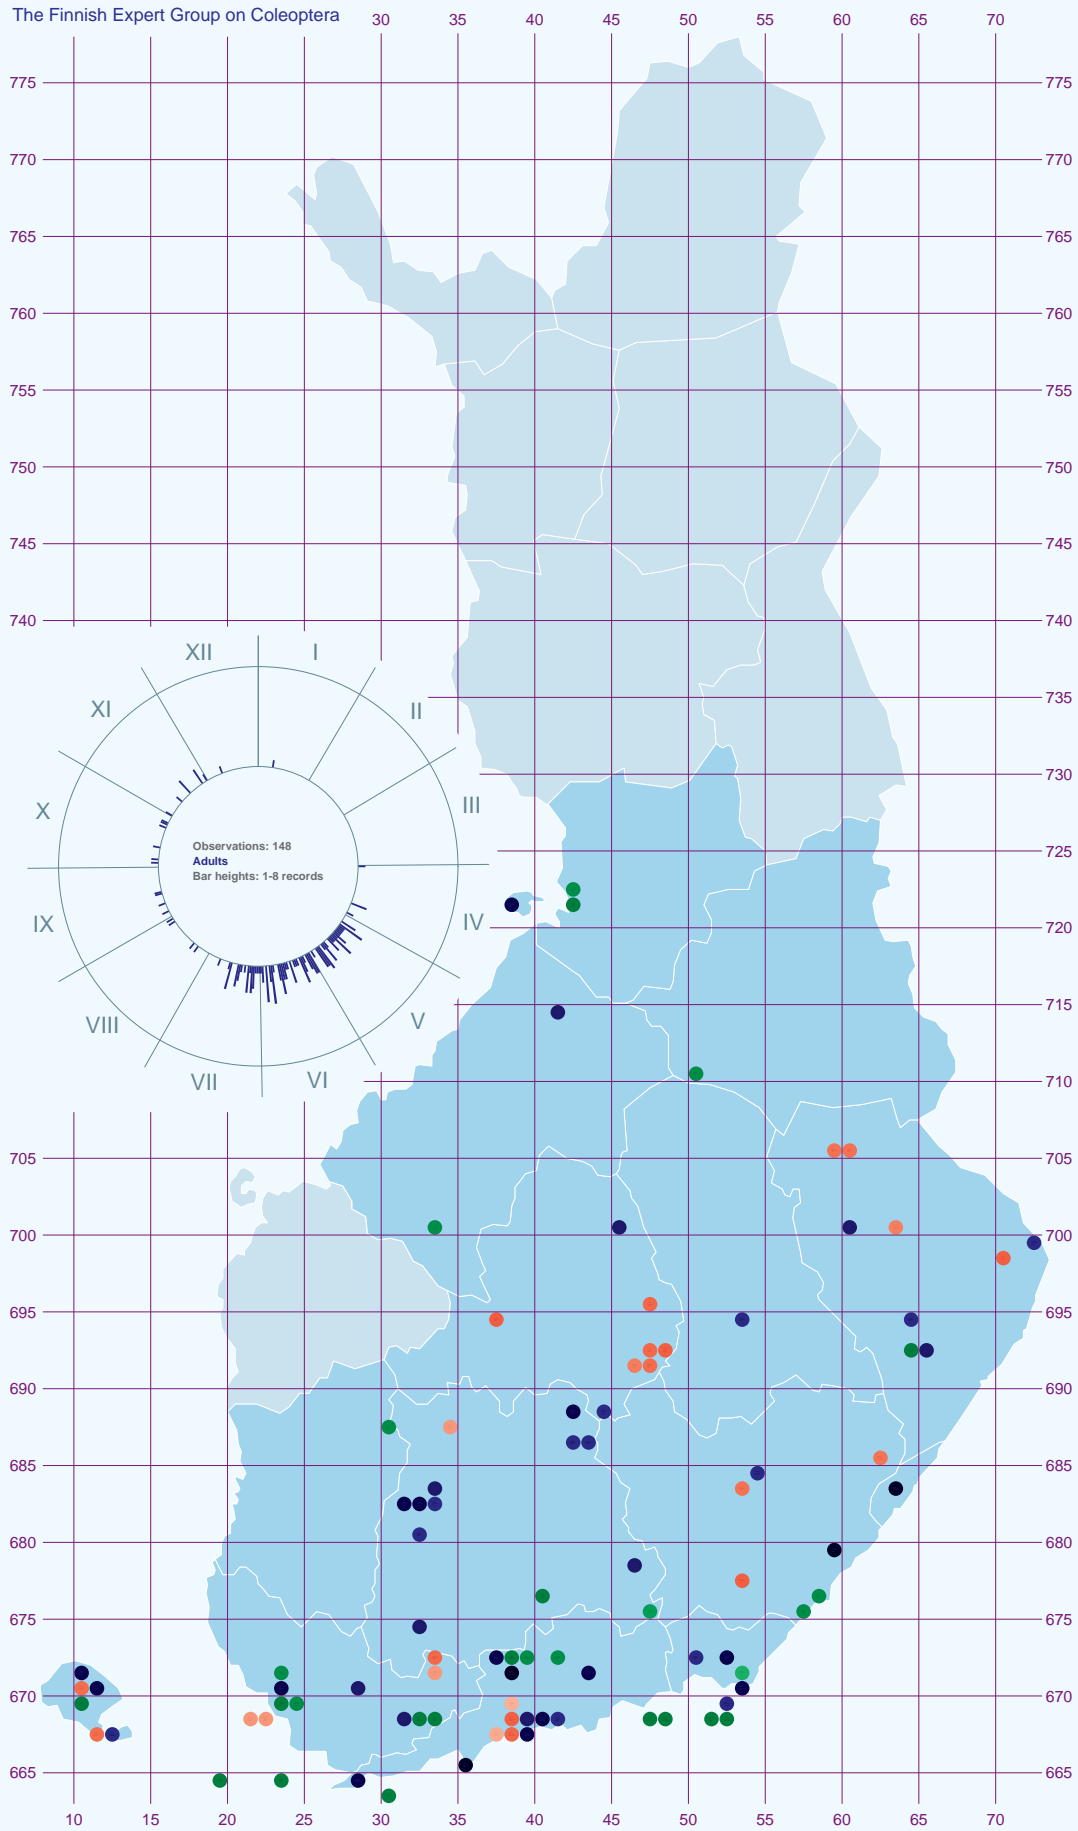 The Finnish Expert Group on Coleoptera
30 40 45 50 55 60 65 70
35
775 775
770 770
765 765
760 760
755 755
750 750
745 745
740 740
XII I
735
XI II
730
X III
Observations: 148
Adults
Bar heights: 1-8 records
725 725
IX IV 720 720
715
VIII V
VII VI 710 710
705 705
700 700
695 695
690 690
685 685
680 680
675 675
670 670
665 665
10 15 20 25 30 35 40 45 50 55 60 65 70